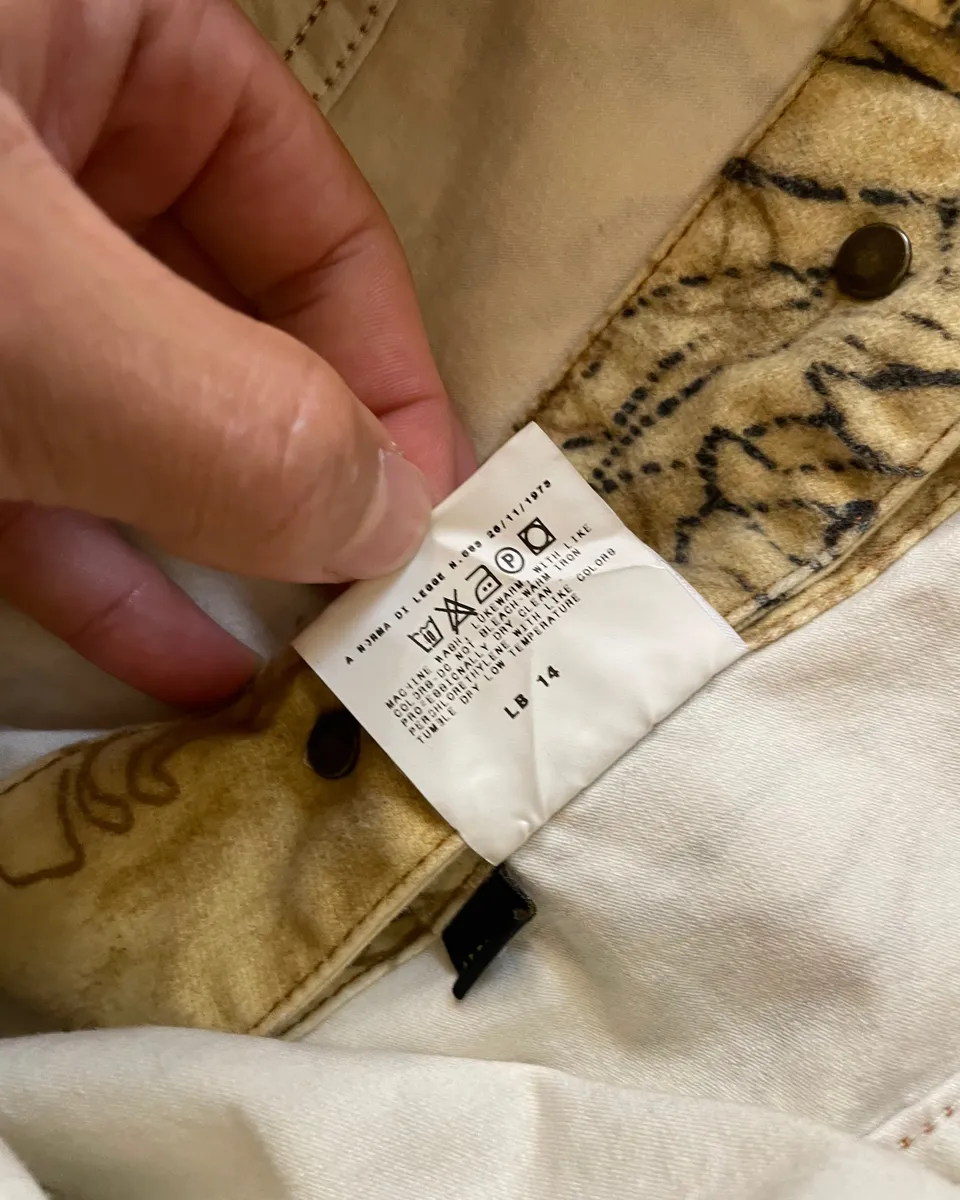 A NORMA DI LEGGE N.883 26/11/1973
P
MACHINE WASH, LUKEWARM, WITH LIKE
COLORS-DO NOT BLEACH-WARM IRON
PROFESSIONALLY DRY CLEAN
PERCHLORETHYLENE WITH LIKE COLORS
TUMBLE DRY LOW TEMPERATURE
LB 14